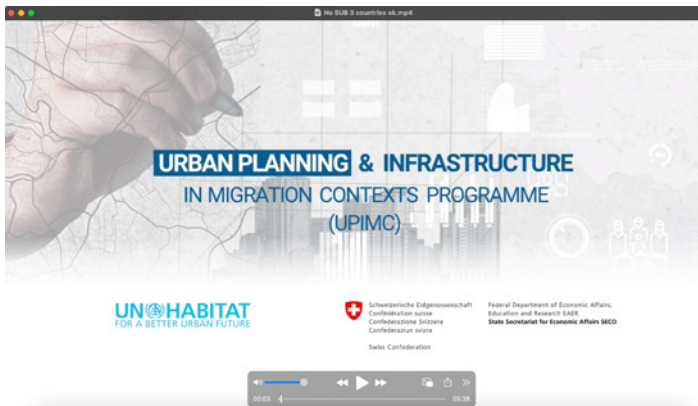 No SUB 3 countries ok.mp4
URBAN PLANNING & INFRASTRUCTURE
IN MIGRATION CONTEXTS PROGRAMME
(UPIMC)
UN HABITAT
FOR A BETTER URBAN FUTURE
Schweizerische Eidgenossenschaft
Confédération suisse
Confederazione Svizzera
Confederaziun svizra
Swiss Confederation
Federal Department of Economic Affairs,
Education and Research EAER
State Secretariat for Economic Affairs SECO
00:03
05:38